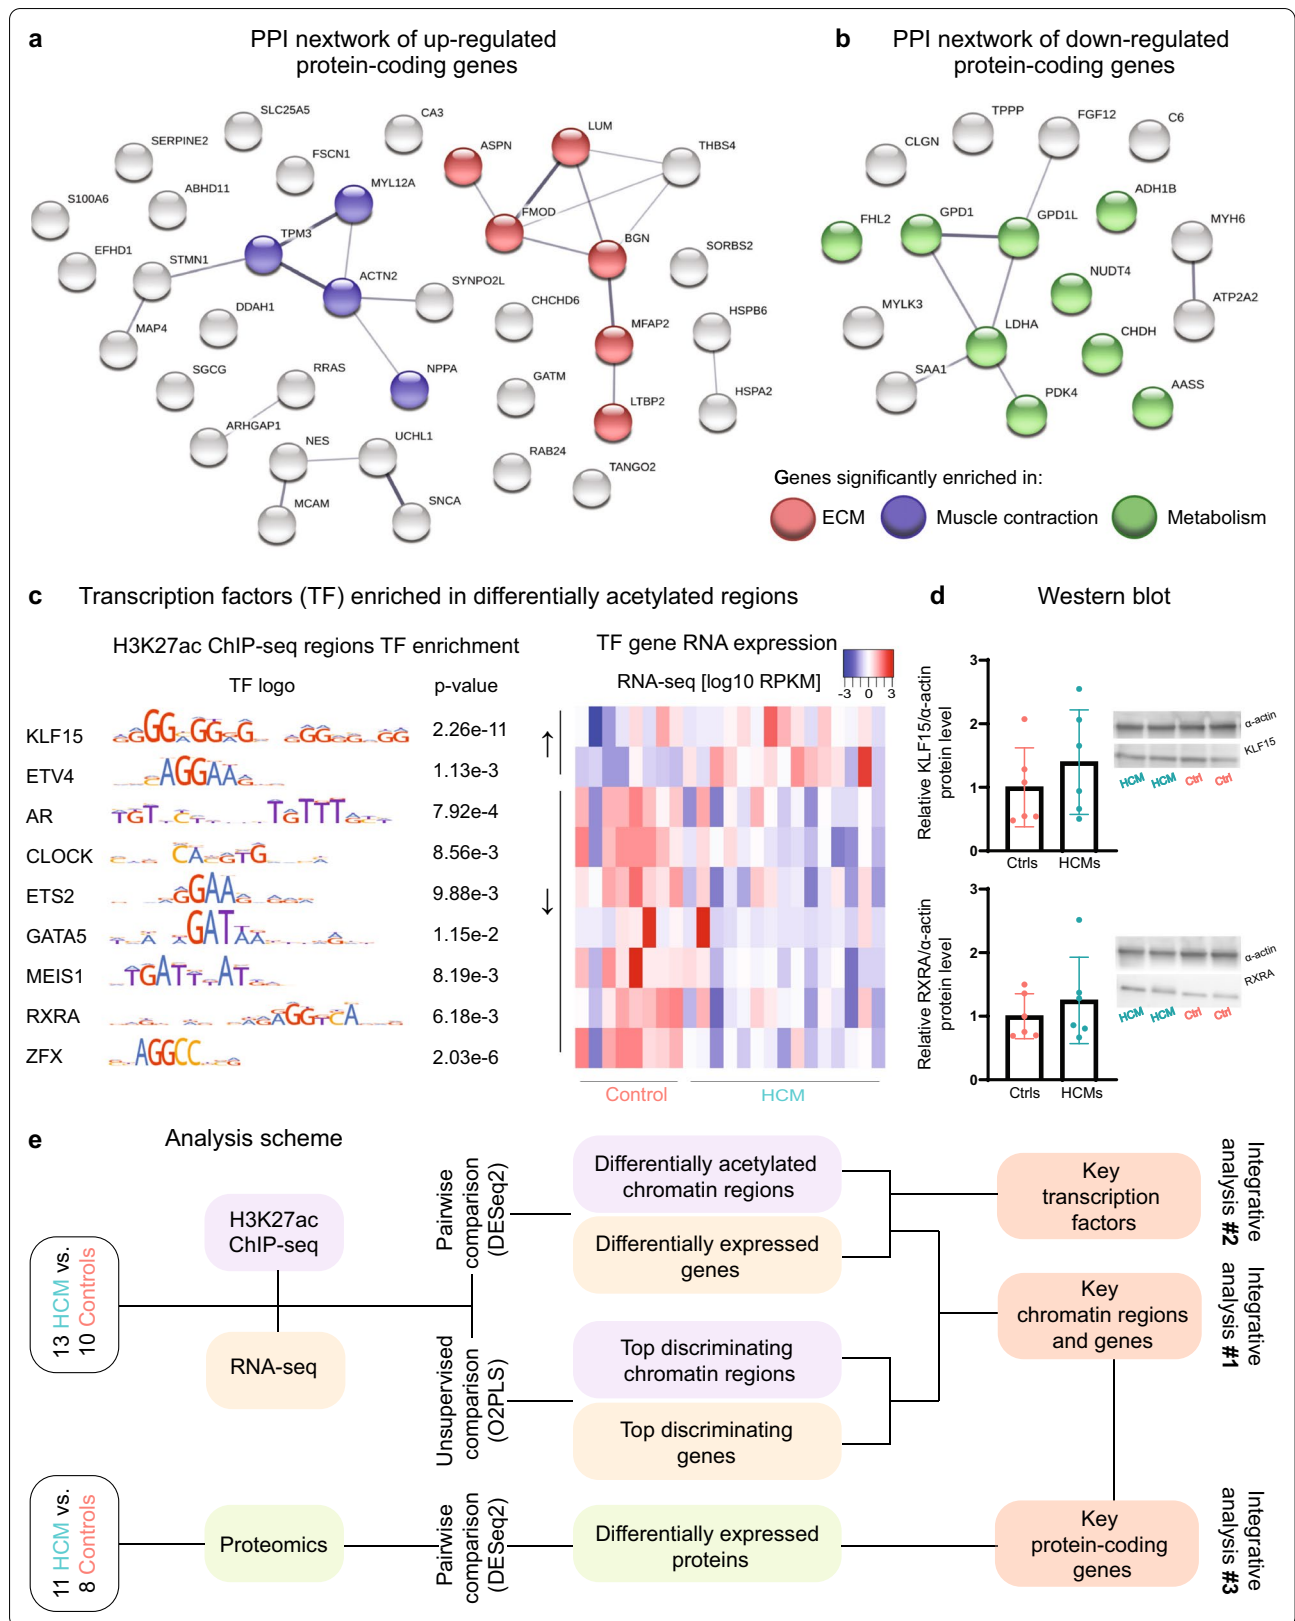 a
PPI nextwork of up-regulated
protein-coding genes
SLC25A5
CA3
SERPINE2
FSCN1
ASPN
LUM
THBS4
MYL12A
ABHD11
S100A6
FMOD
TPM3
BGN
EFHD1
STMN1
ACTN2
SYNPO2L
SORBS2
DDAH1
CHCHD6
MAP4
MFAP2
HSPB6
SGCG
RRAS
NPPA
GATM
HSPA2
LTBP2
ARHGAP1
NES
UCHL1
RAB24
TANGO2
MCAM
SNCA
b
PPI nextwork of down-regulated
protein-coding genes
TPPP
FGF12
C6
CLGN
ADH1B
FHL2
GPD1
GPD1L
MYH6
NUDT4
MYLK3
ATP2A2
LDHA
CHDH
SAA1
PDK4
AASS
Genes significantly enriched in:
ECM
Muscle contraction
Metabolism
c
Transcription factors (TF) enriched in differentially acetylated regions
H3K27ac ChIP-seq regions TF enrichment
TF logo
p-value
KLF15
2.26e-11
ETV4
AGGAA
1.13e-3
AR
7.92e-4
CLOCK
8.56e-3
ETS2
GGAA
9.88e-3
GATA5
GAT
1.15e-2
MEIS1
8.19e-3
RXRA
6.18e-3
ZFX
AGGCC
2.03e-6
TF gene RNA expression
RNA-seq [log10 RPKM]
-3 0 3
↑
↓
Control
HCM
d
Western blot
Relative KLF15/α-actin
protein level
3
2
1
0
Ctrls
HCMs
α-actin
KLF15
HCM HCM Ctrl Ctrl
Relative RXRA/α-actin
protein level
3
2
1
0
Ctrls
HCMs
α-actin
RXRA
HCM HCM Ctrl Ctrl
e
Analysis scheme
13 HCM vs.
10 Controls
H3K27ac
ChIP-seq
RNA-seq
Pairwise
comparison
(DESeq2)
Unsupervised
comparison
(O2PLS)
Differentially acetylated
chromatin regions
Differentially expressed
genes
Top discriminating
chromatin regions
Top discriminating
genes
Key
transcription
factors
Integrative
analysis #2
Key
chromatin regions
and genes
Integrative
analysis #1
11 HCM vs.
8 Controls
Proteomics
Pairwise
comparison
(DESeq2)
Differentially expressed
proteins
Key
protein-coding
genes
Integrative
analysis #3